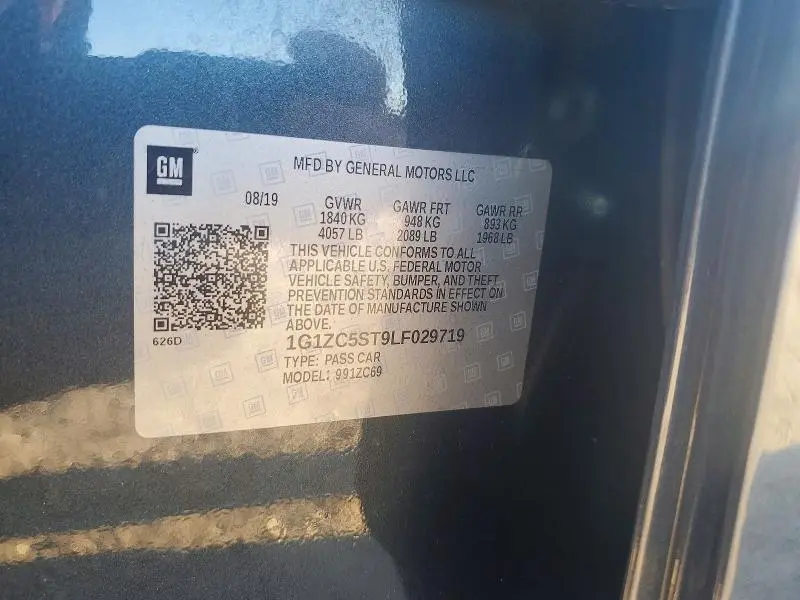 GM
MFD BY GENERAL MOTORS LLC
08/19 GVWR GAWR FRT GAWR RR
1840 KG 948 KG 893 KG
4057 LB 2089 LB 1968 LB
THIS VEHICLE CONFORMS TO ALL
APPLICABLE U.S. FEDERAL MOTOR
VEHICLE SAFETY, BUMPER, AND THEFT
PREVENTION STANDARDS IN EFFECT ON
THE DATE OF MANUFACTURE SHOWN
ABOVE.
626D
1G1ZC5ST9LF029719
TYPE: PASS CAR
MODEL: 991ZC69